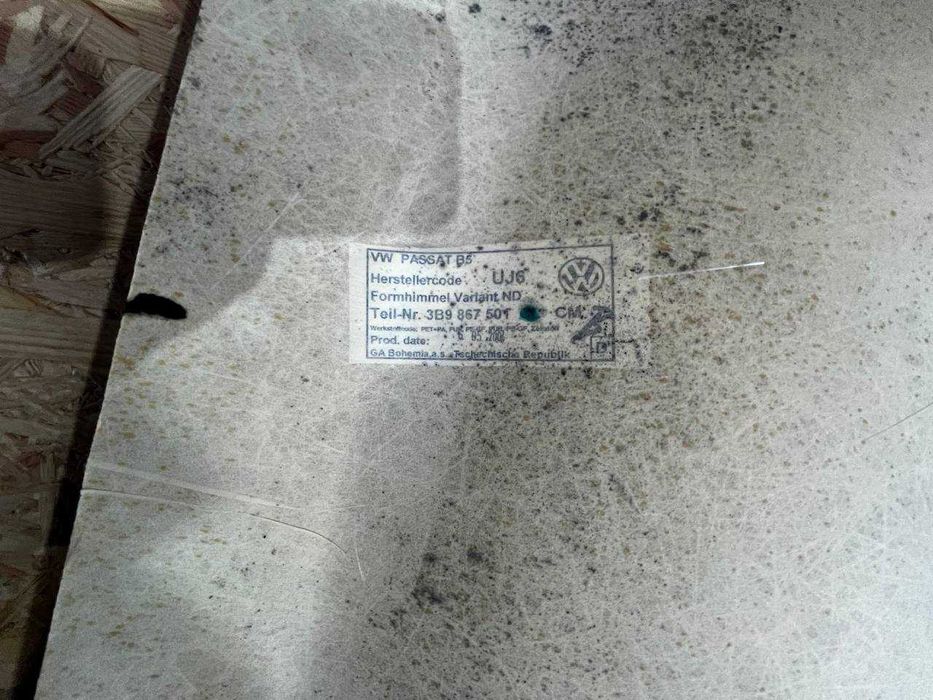 VW PASSAT B5
Herstellercode UJ6
Formhimmel Variant ND
Teil-Nr. 3B9 867 501 CM
Prod. date:
GA Bohemia,a.s.,Tschechische Republik